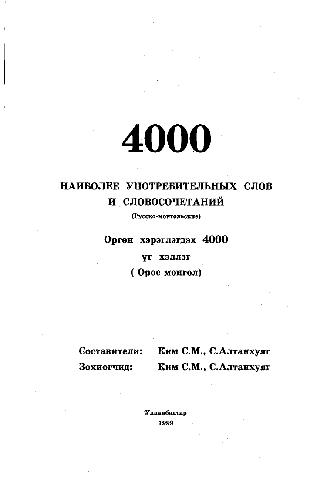 4000
НАИБОЛЕЕ УПОТРЕБИТЕЛЬНЫХ СЛОВ
И СЛОВОСОЧЕТАНИЙ
(Русско-монгольские)
Өргөн хэрэглэгдэх 4000
үг хэллэг
( Орос монгол)
Составители: Ким С.М., С.Алтанхуяг
Зохиогчид: Ким С.М., С.Алтанхуяг
Улаанбаатар